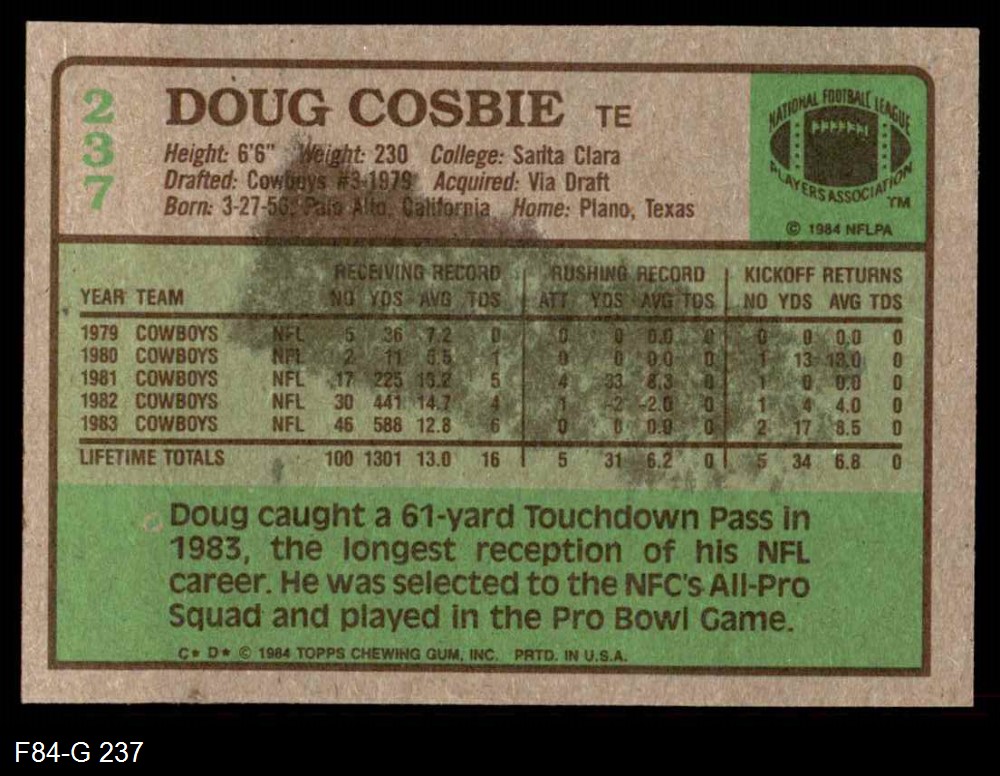 237
DOUG COSBIE TE
Height: 6'6" Weight: 230 College: Santa Clara
Drafted: Cowboys #3-1979 Acquired: Via Draft
Born: 3-27-56, Palo Alto, California Home: Plano, Texas
NATIONAL FOOTBALL LEAGUE
PLAYERS ASSOCIATION
TM
© 1984 NFLPA
RECEIVING RECORD RUSHING RECORD KICKOFF RETURNS
YEAR TEAM NO YDS AVG TDS ATT YDS AVG TDS NO YDS AVG TDS
1979 COWBOYS NFL 5 36 7.2 0 0 0 0.0 0 0 0 0.0 0
1980 COWBOYS NFL 2 11 5.5 1 0 0 0.0 0 1 13 13.0 0
1981 COWBOYS NFL 17 225 13.2 5 4 33 8.3 0 1 0 0.0 0
1982 COWBOYS NFL 30 441 14.7 4 1 -2 -2.0 0 1 4 4.0 0
1983 COWBOYS NFL 46 588 12.8 6 0 0 0.0 0 2 17 8.5 0
LIFETIME TOTALS 100 1301 13.0 16 5 31 6.2 0 5 34 6.8 0
Doug caught a 61-yard Touchdown Pass in
1983, the longest reception of his NFL
career. He was selected to the NFC's All-Pro
Squad and played in the Pro Bowl Game.
C* D* © 1984 TOPPS CHEWING GUM, INC. PRTD. IN U.S.A.
F84-G 237